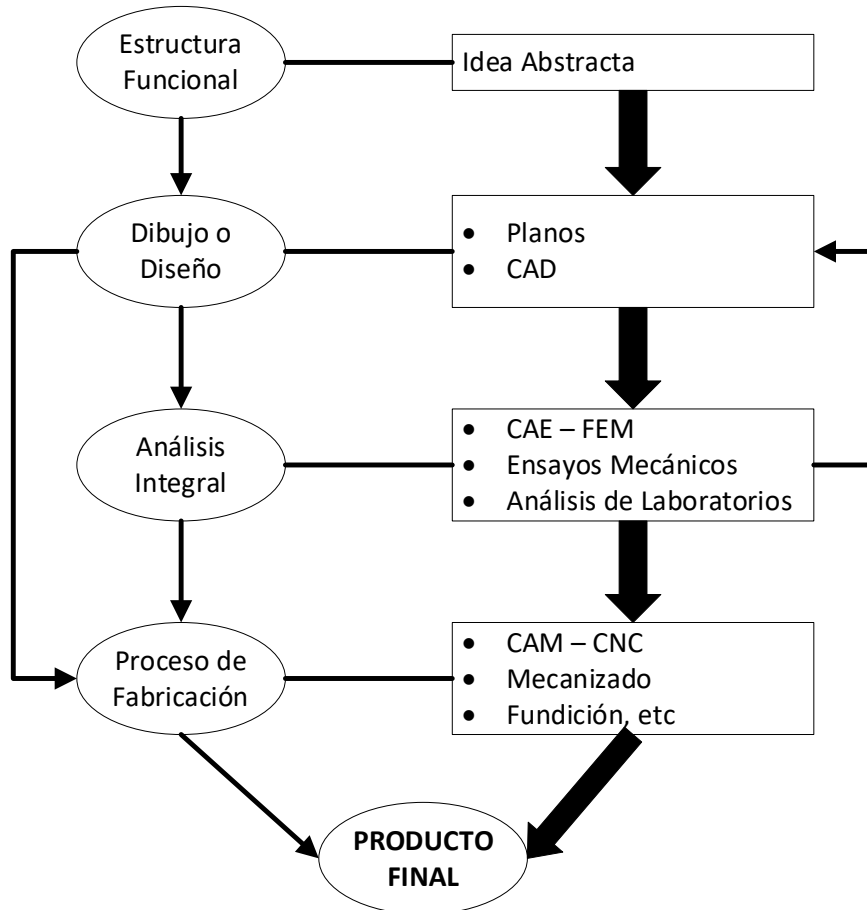 Estructura
Funcional
Idea Abstracta
Dibujo o
Diseño
• Planos
• CAD
Análisis
Integral
• CAE – FEM
• Ensayos Mecánicos
• Análisis de Laboratorios
Proceso de
Fabricación
• CAM – CNC
• Mecanizado
• Fundición, etc
PRODUCTO
FINAL